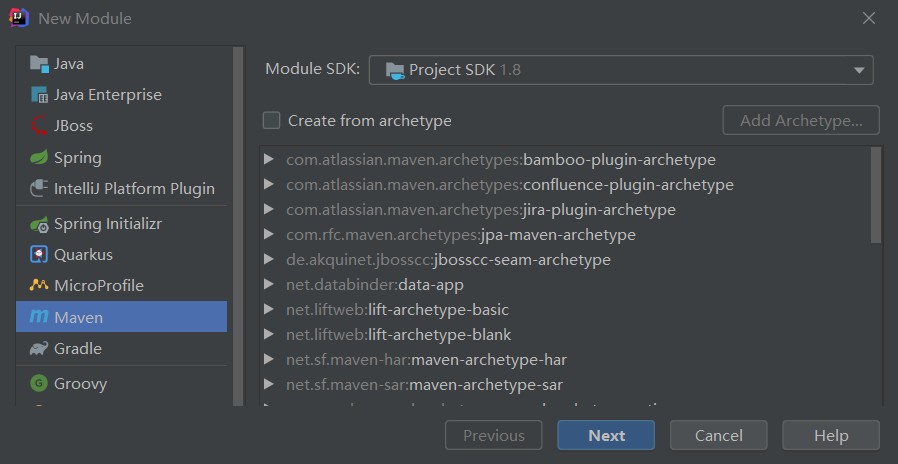 New Module
Java
Java Enterprise
JBoss
Spring
IntelliJ Platform Plugin
Spring Initializr
Quarkus
MicroProfile
Maven
Gradle
Groovy
Module SDK: Project SDK 1.8
Create from archetype
Add Archetype...
com.atlassian.maven.archetypes:bamboo-plugin-archetype
com.atlassian.maven.archetypes:confluence-plugin-archetype
com.atlassian.maven.archetypes:jira-plugin-archetype
com.rfc.maven.archetypes:jpa-maven-archetype
de.akquinet.jbosscc:jbosscc-seam-archetype
net.databinder:data-app
net.liftweb:lift-archetype-basic
net.liftweb:lift-archetype-blank
net.sf.maven-har:maven-archetype-har
net.sf.maven-sar:maven-archetype-sar
Previous
Next
Cancel
Help